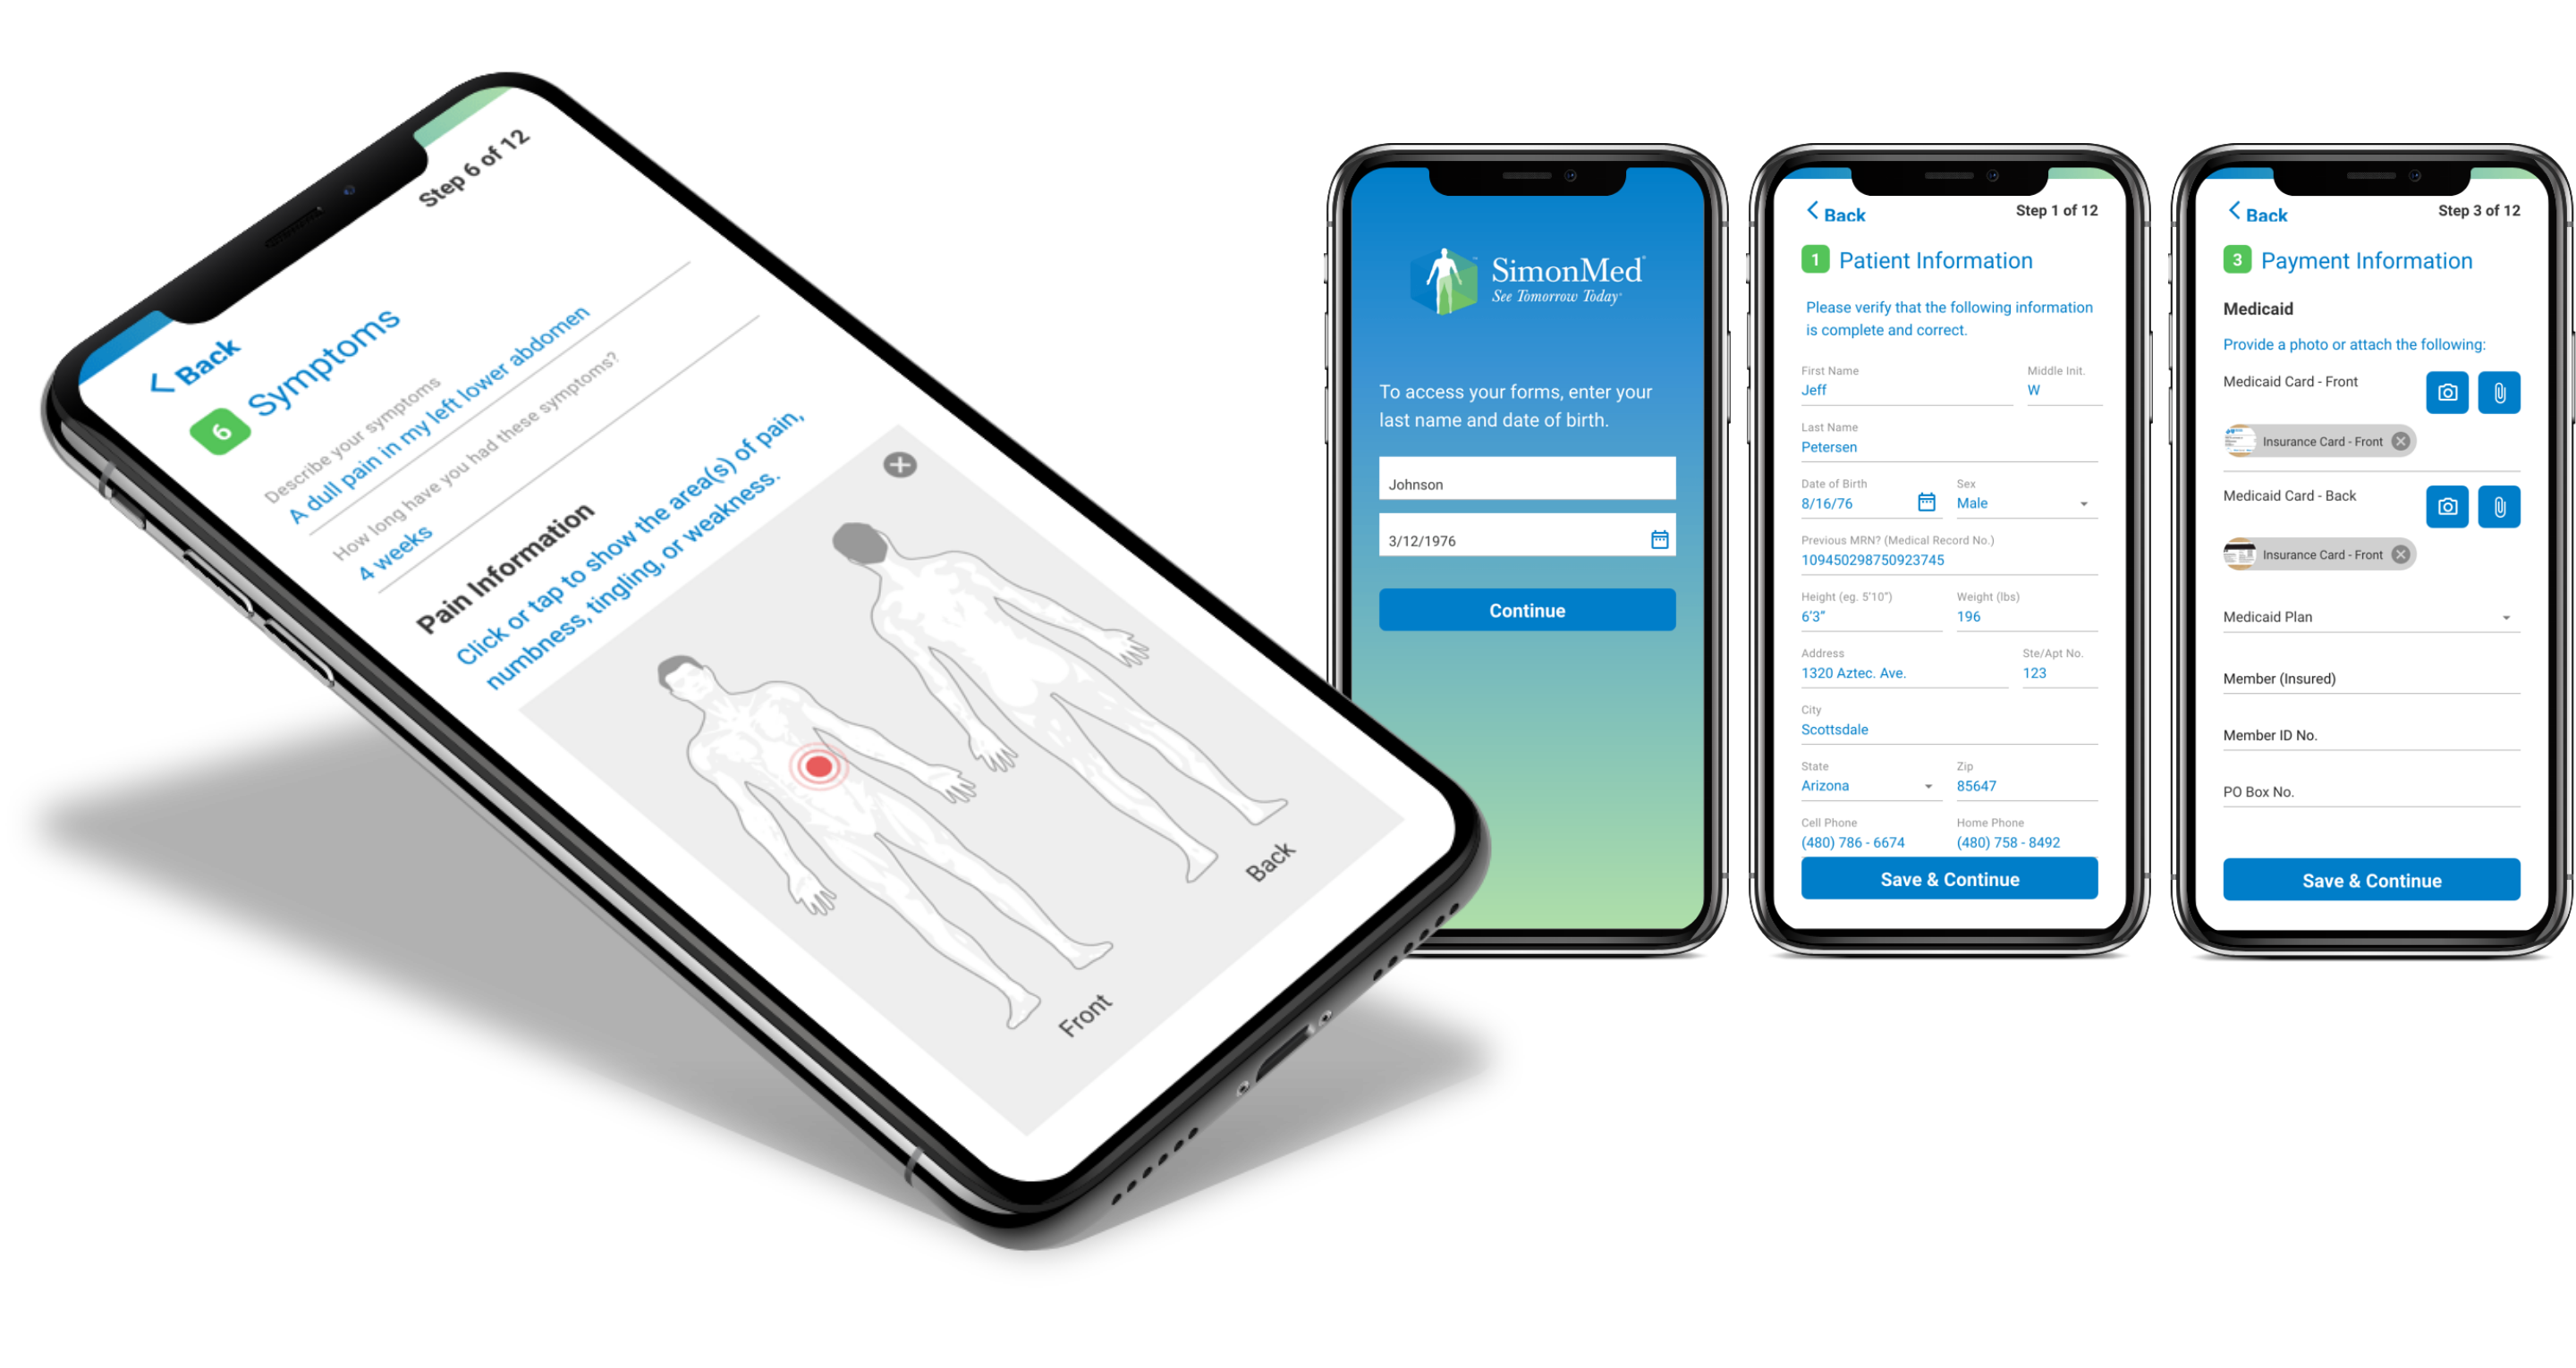 Step 6 of 12
Back
6 Symptoms
Describe your symptoms
A dull pain in my left lower abdomen
How long have you had these symptoms?
4 weeks
Pain Information
Click or tap to show the area(s) of pain,
numbness, tingling, or weakness.
Front
Back
SimonMed
See Tomorrow Today
To access your forms, enter your
last name and date of birth.
Johnson
3/12/1976
Continue
Back
Step 1 of 12
1 Patient Information
Please verify that the following information
is complete and correct.
First Name
Middle Init.
Jeff
W
Last Name
Petersen
Date of Birth
Sex
8/16/76
Male
Previous MRN? (Medical Record No.)
109450298750923745
Height (eg. 5'10")
Weight (lbs)
6'3"
196
Address
Ste/Apt No.
1320 Aztec. Ave.
123
City
Scottsdale
State
Zip
Arizona
85647
Cell Phone
Home Phone
(480) 786 - 6674
(480) 758 - 8492
Save & Continue
Back
Step 3 of 12
3 Payment Information
Medicaid
Provide a photo or attach the following:
Medicaid Card - Front
Insurance Card - Front
Medicaid Card - Back
Insurance Card - Front
Medicaid Plan
Member (Insured)
Member ID No.
PO Box No.
Save & Continue